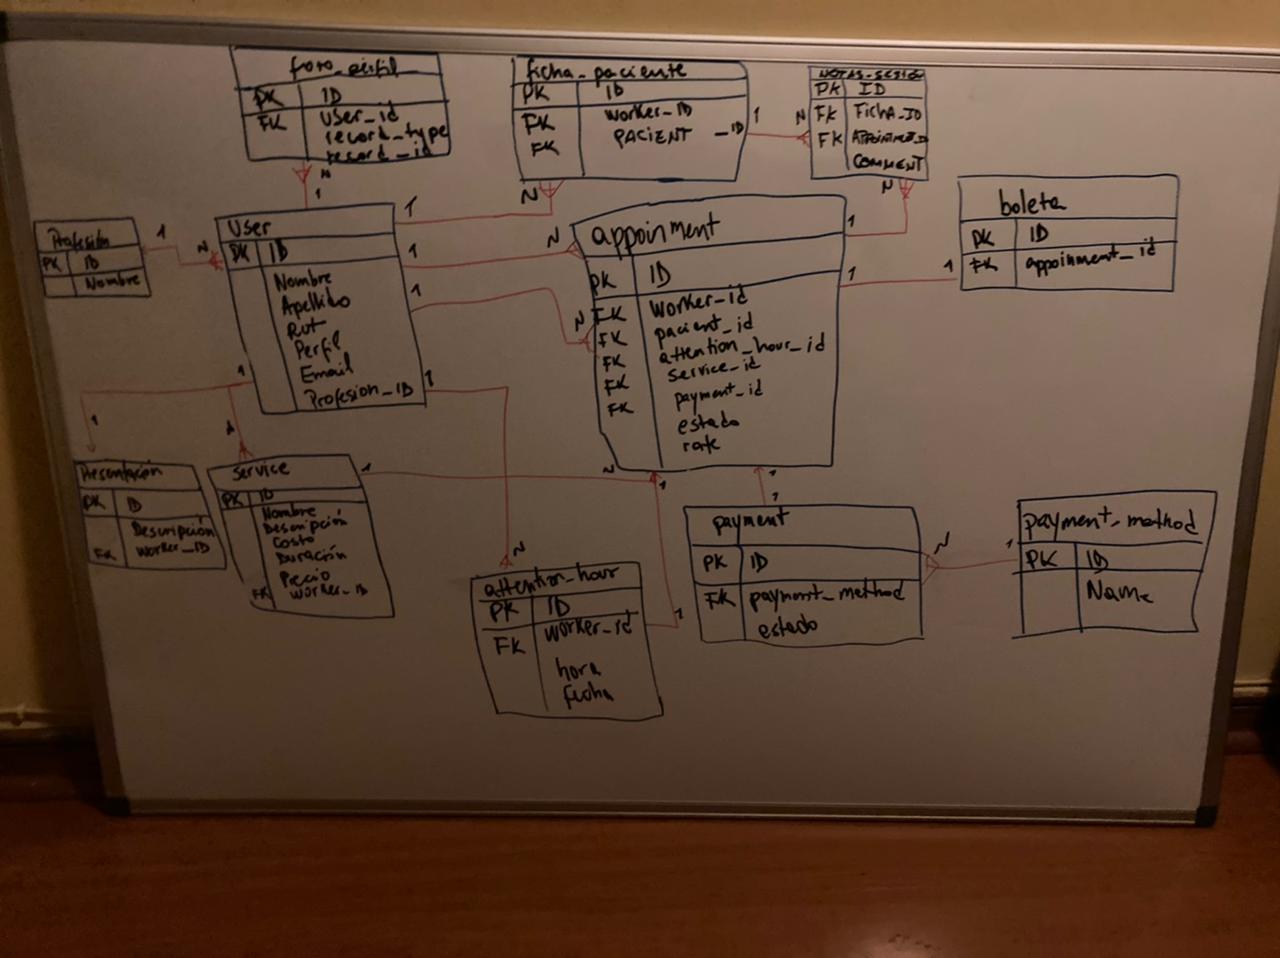 foro_perfil
PK ID
FK user_id
record_type
record_id
N
1
ficha_paciente
PK ID
FK worker_ID
FK PACIENT_ID
1
N
N
NOTAS_SESION
PK ID
FK Ficha_ID
FK
COMMENT
N
Profesión
PK ID
Nombre
1
N
User
PK ID
Nombre
Apellido
Rut
Perfil
Email
Profesion_ID
1
1
1
1
1
N
N
appoinment
PK ID
FK worker_id
FK pacient_id
FK attention_hour_id
FK service_id
FK payment_id
estado
rate
1
1
1
boleta
PK ID
FK appoinment_id
1
Presentación
PK ID
Descripción
FK worker_ID
service
PK ID
Nombre
Descripción
Costo
Duración
Precio
FK worker_ID
1
N
1
N
attention_hour
PK ID
FK worker_id
hora
fecha
1
1
1
payment
PK ID
FK payment_method
estado
N
1
payment_method
PK ID
Name